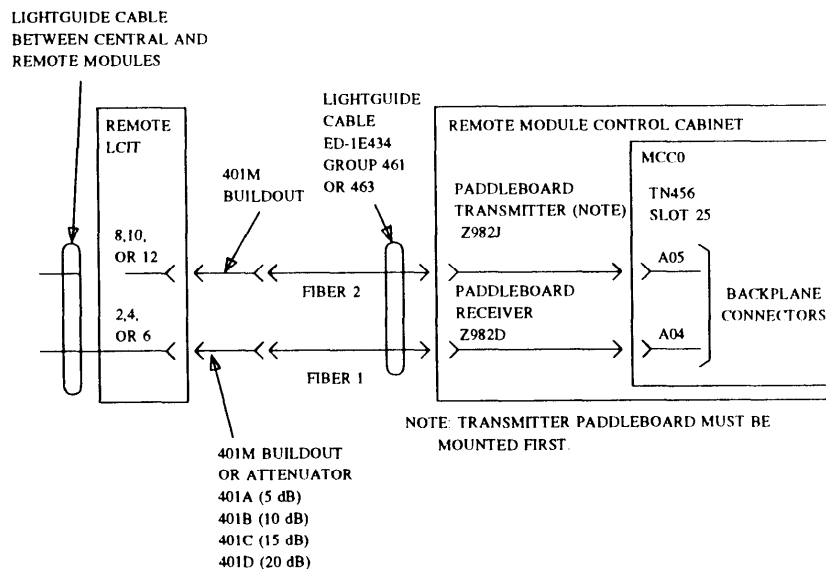 LIGHTGUIDE CABLE
BETWEEN CENTRAL AND
REMOTE MODULES
REMOTE
LCIT
8,10,
OR 12
2,4,
OR 6
401M
BUILDOUT
LIGHTGUIDE
CABLE
ED-1E434
GROUP 461
OR 463
FIBER 2
FIBER 1
401M BUILDOUT
OR ATTENUATOR
401A (5 dB)
401B (10 dB)
401C (15 dB)
401D (20 dB)
REMOTE MODULE CONTROL CABINET
PADDLEBOARD
TRANSMITTER (NOTE)
Z982J
PADDLEBOARD
RECEIVER
Z982D
MCC0
TN456
SLOT 25
A05
A04
BACKPLANE
CONNECTORS
NOTE: TRANSMITTER PADDLEBOARD MUST BE
MOUNTED FIRST.